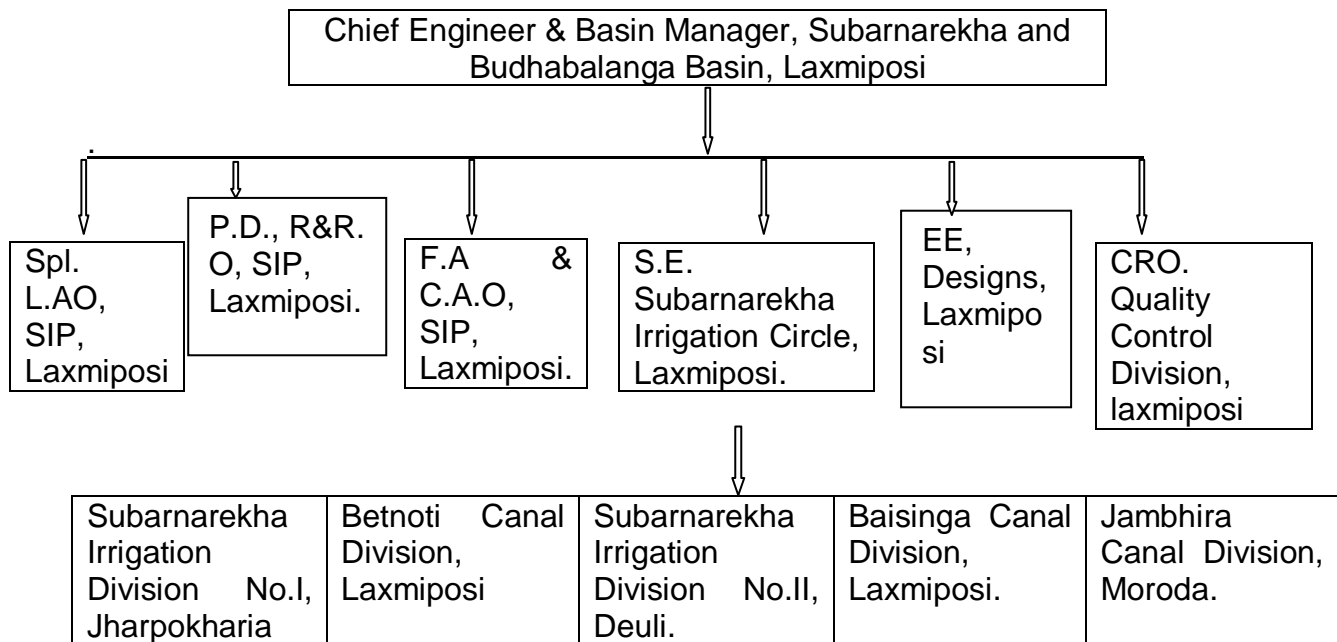 Chief Engineer & Basin Manager, Subarnarekha and
Budhabalanga Basin, Laxmiposi
.
Spl.
L.AO,
SIP,
Laxmiposi
P.D., R&R.
O, SIP,
Laxmiposi.
F.A &
C.A.O,
SIP,
Laxmiposi.
S.E.
Subarnarekha
Irrigation Circle,
Laxmiposi.
EE,
Designs,
Laxmipo
si
CRO.
Quality
Control
Division,
laxmiposi
Subarnarekha
Irrigation
Division No.I,
Jharpokharia
Betnoti Canal
Division,
Laxmiposi
Subarnarekha
Irrigation
Division No.II,
Deuli.
Baisinga Canal
Division,
Laxmiposi.
Jambhira
Canal Division,
Moroda.